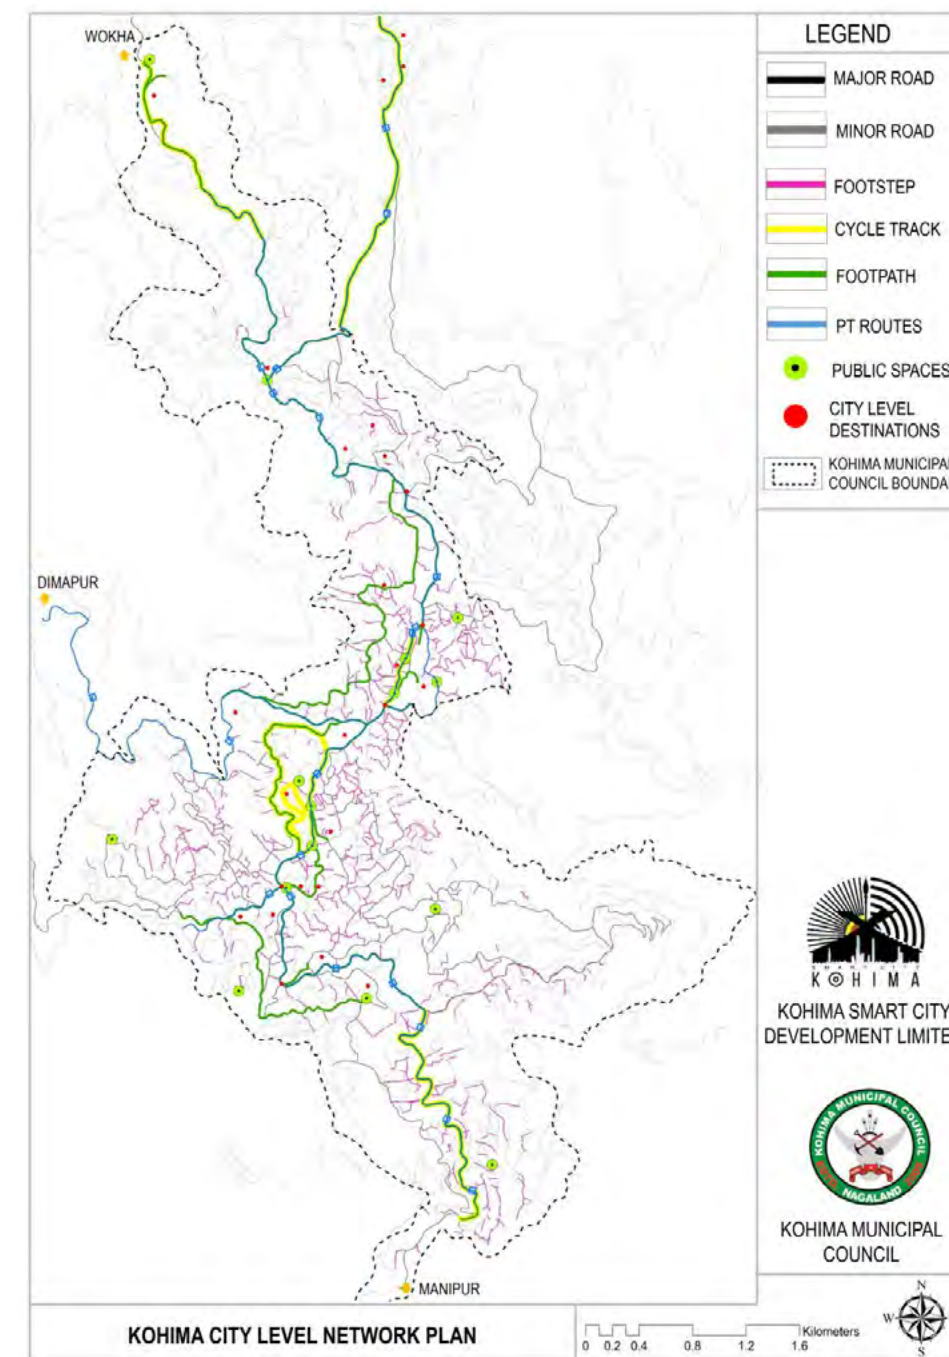 WOKHA
DIMAPUR
MANIPUR
LEGEND
MAJOR ROAD
MINOR ROAD
FOOTSTEP
CYCLE TRACK
FOOTPATH
PT ROUTES
PUBLIC SPACES
CITY LEVEL
DESTINATIONS
KOHIMA MUNICIPAL
COUNCIL BOUNDA
KOHIMA
KOHIMA SMART CITY
DEVELOPMENT LIMITE
KOHIMA MUNICIPAL COUNCIL
NAGALAND
KOHIMA MUNICIPAL
COUNCIL
KOHIMA CITY LEVEL NETWORK PLAN
0 0.2 0.4 0.8 1.2 1.6
Kilometers
N
W
S